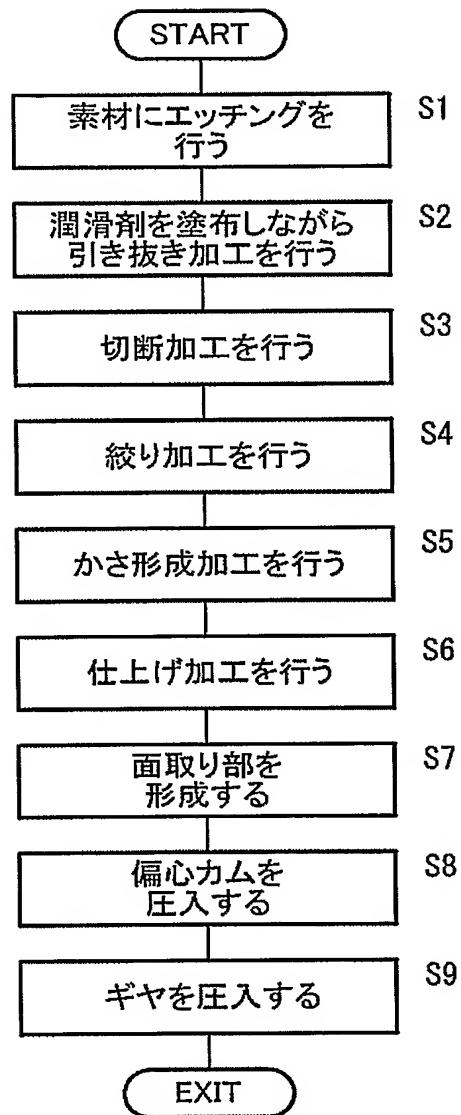 START
素材にエッチングを
行う
S1
潤滑剤を塗布しながら
引き抜き加工を行う
S2
切断加工を行う
S3
絞り加工を行う
S4
かさ形成加工を行う
S5
仕上げ加工を行う
S6
面取り部を
形成する
S7
偏心カムを
圧入する
S8
ギヤを圧入する
S9
EXIT